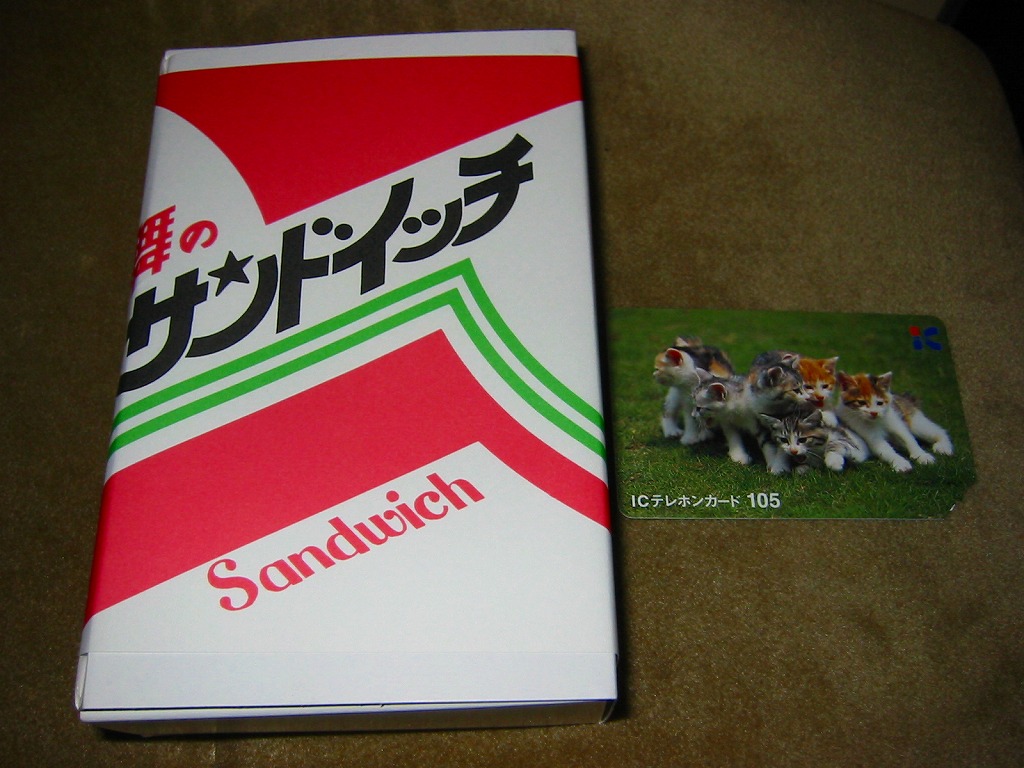 舞の
サンドイッチ
Sandwich
ICテレホンカード 105